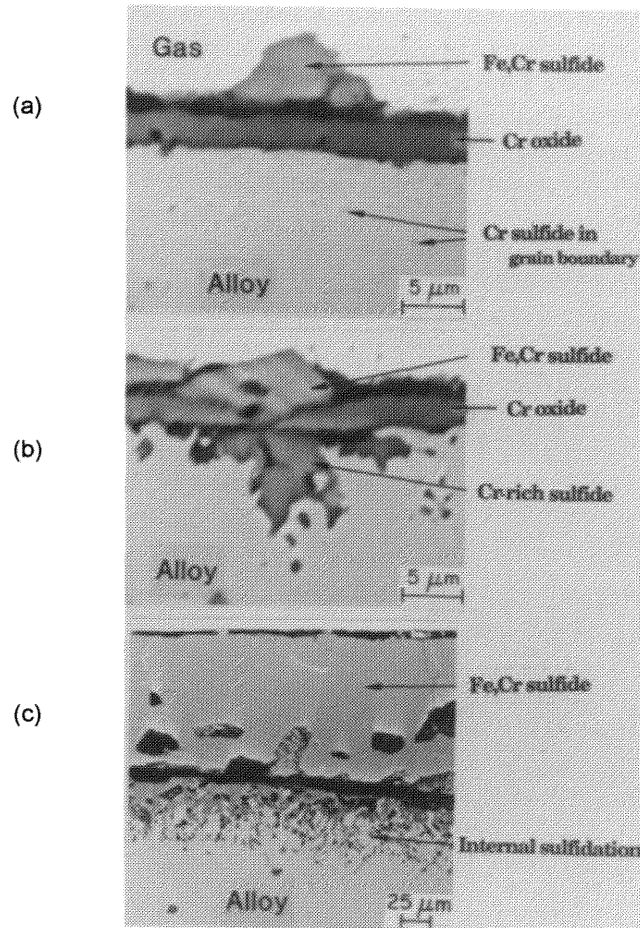 (a)
Gas
Fe,Cr sulfide
Cr oxide
Cr sulfide in
grain boundary
Alloy
5 μm
(b)
Fe,Cr sulfide
Cr oxide
Cr-rich sulfide
Alloy
5 μm
(c)
Fe,Cr sulfide
Internal sulfidation
Alloy
25 μm